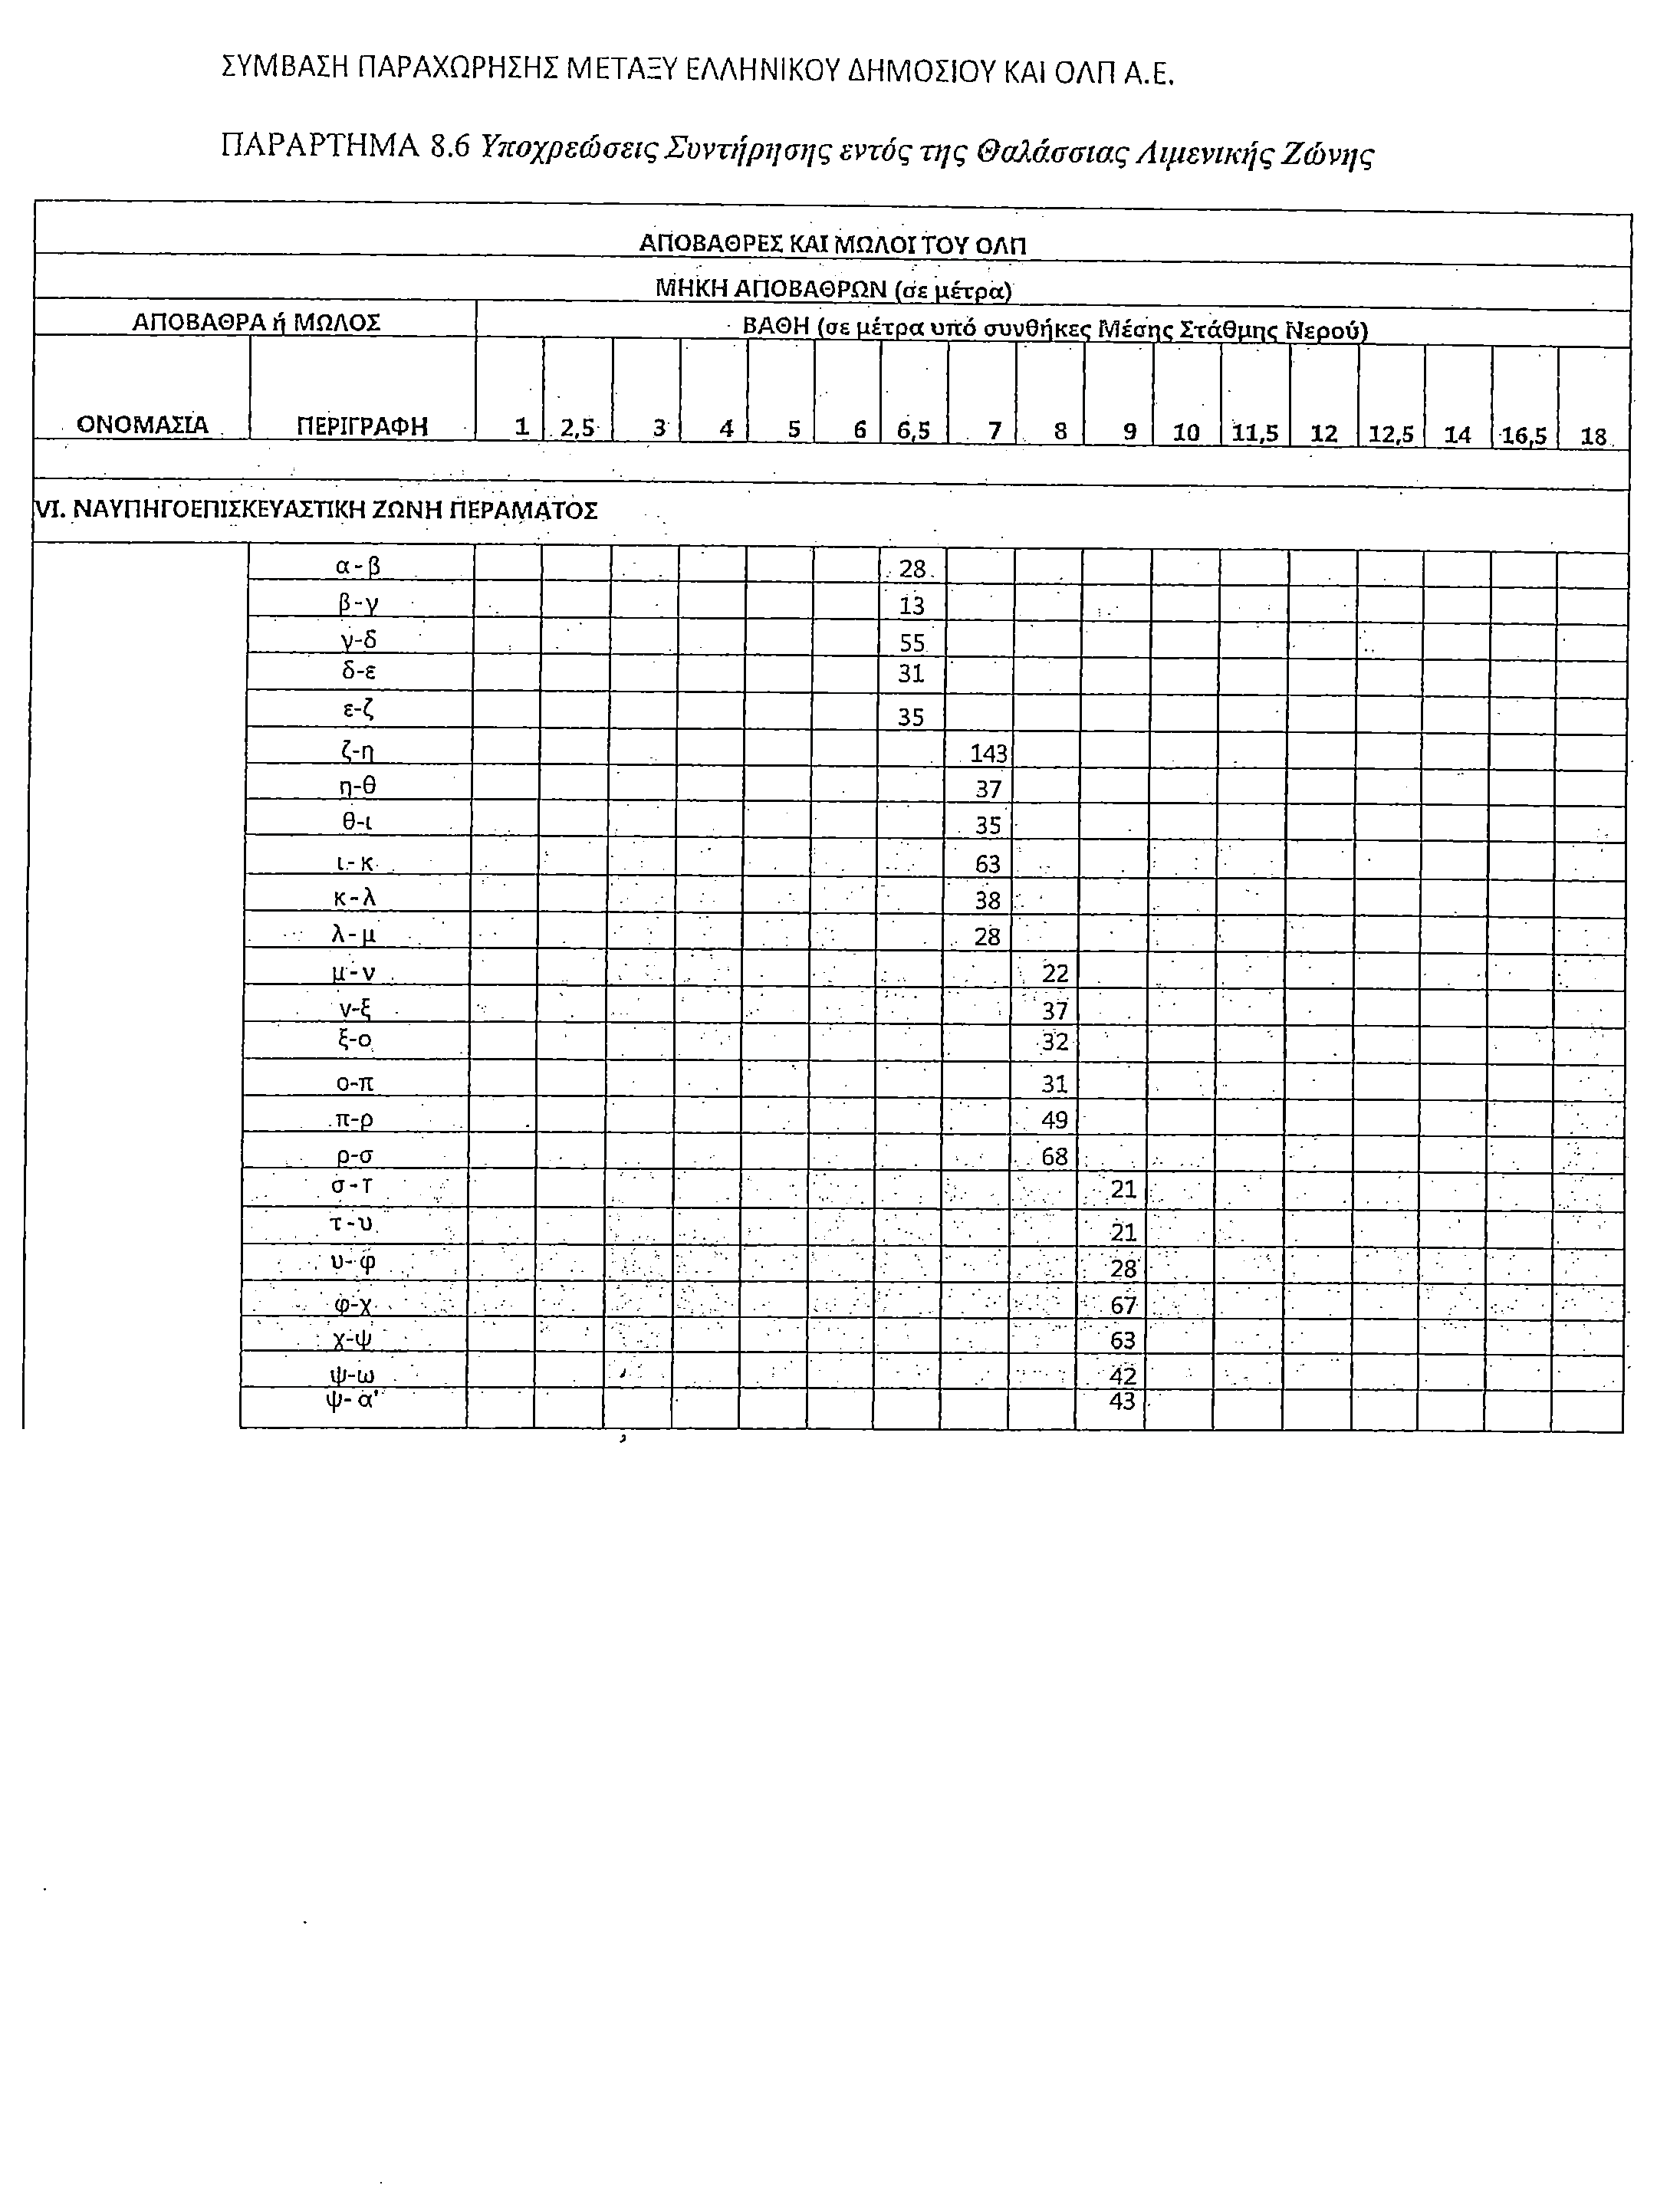 ΣΥΜΒΑΣΗ ΠΑΡΑΧΩΡΗΣΗΣ ΜΕΤΑΞΥ ΕΛΛΗΝΙΚΟΥ ΔΗΜΟΣΙΟΥ ΚΑΙ ΟΛΠ Α.Ε.
ΠΑΡΑΡΤΗΜΑ 8.6 Υποχρεώσεις Συντήρησης εντός της Θαλάσσιας Λιμενικής Ζώνης
ΑΠΟΒΑΘΡΕΣ ΚΑΙ ΜΩΛΟΙ ΤΟΥ ΟΛΠ
ΜΗΚΗ ΑΠΟΒΑΘΡΩΝ (σε μέτρα)
ΑΠΟΒΑΘΡΑ ή ΜΩΛΟΣ ΒΑΘΗ (σε μέτρα υπό συνθήκες Μέσης Στάθμης Νερού)
ΟΝΟΜΑΣΙΑ ΠΕΡΙΓΡΑΦΗ 1 2,5 3 4 5 6 6,5 7 8 9 10 11,5 12 12,5 14 16,5 18
VI. ΝΑΥΠΗΓΟΕΠΙΣΚΕΥΑΣΤΙΚΗ ΖΩΝΗ ΠΕΡΑΜΑΤΟΣ
α-β 28
β-γ 13
γ-δ 55
δ-ε 31
ε-ζ 35
ζ-η 143
η-θ 37
θ-ι 35
ι-κ 63
κ-λ 38
λ-μ 28
μ-ν 22
ν-ξ 37
ξ-ο 32
ο-π 31
π-ρ 49
ρ-σ 68
σ-τ 21
τ-υ 21
υ-φ 28
φ-χ 67
χ-ψ 63
ψ-ω 42
ψ-α' 43